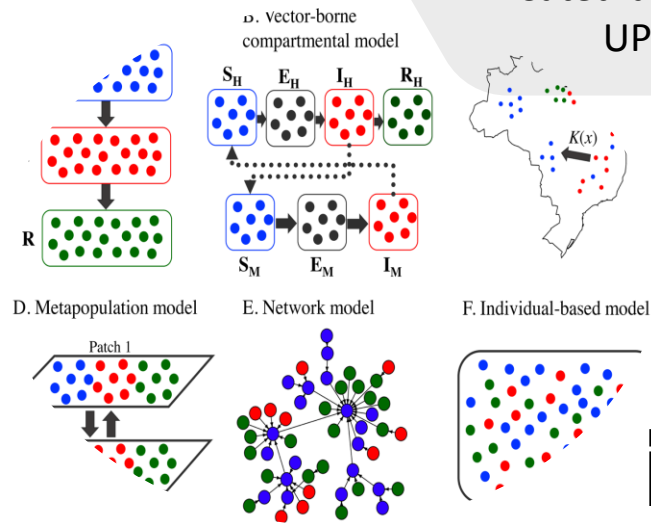 UP
B. Vector-borne
compartmental model
S_H E_H I_H R_H
K(x)
R
S_M E_M I_M
D. Metapopulation model
E. Network model
F. Individual-based model
Patch 1